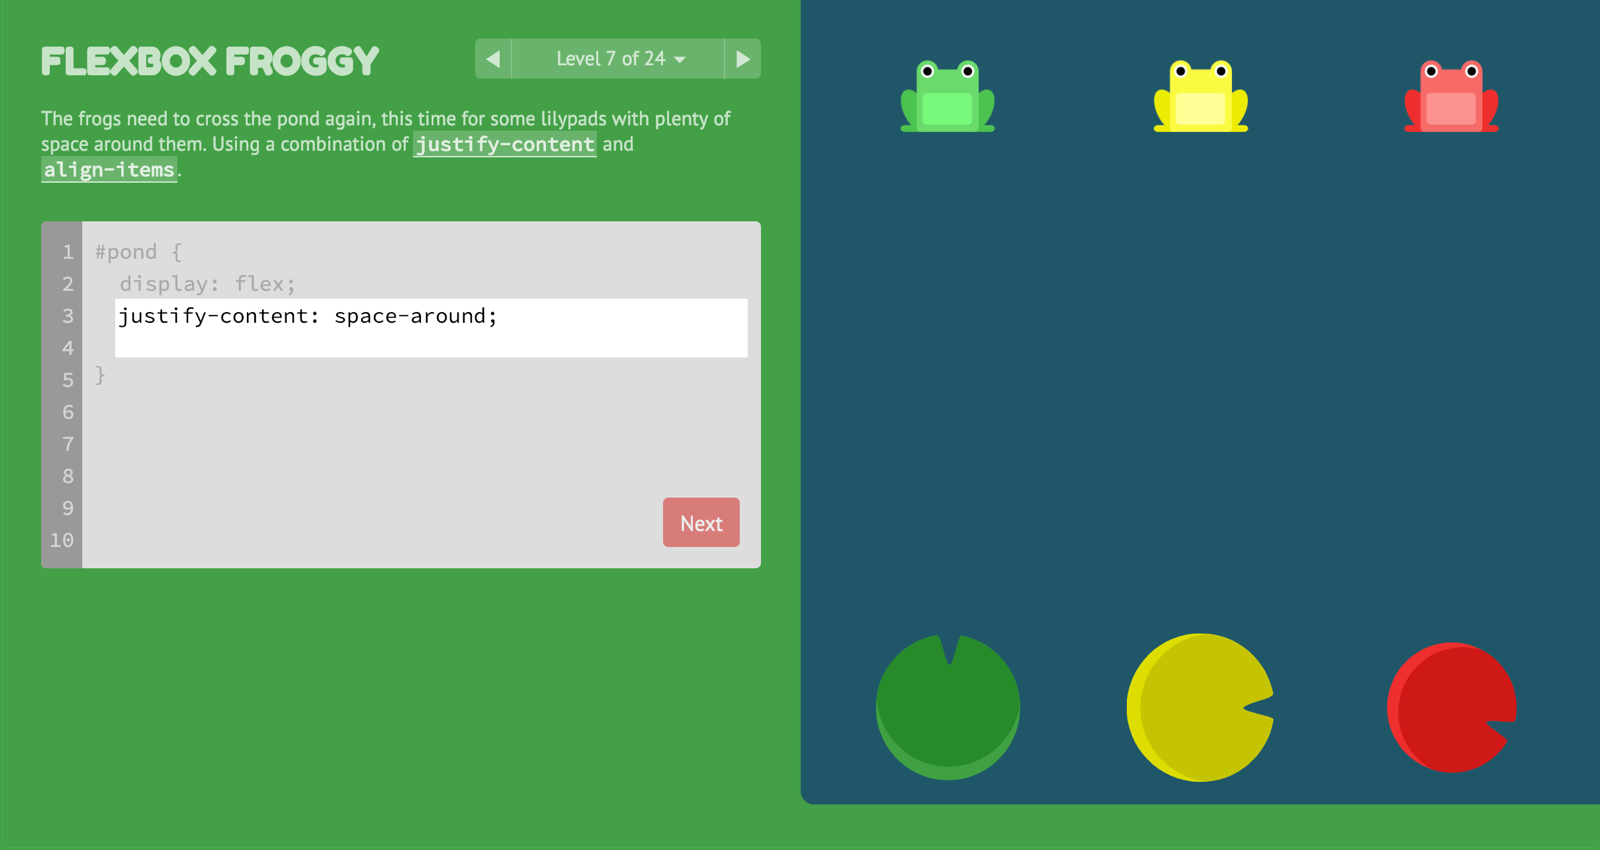 FLEXBOX FROGGY
Level 7 of 24
The frogs need to cross the pond again, this time for some lilypads with plenty of
space around them. Using a combination of justify-content and
align-items.
1 #pond {
2 display: flex;
3 justify-content: space-around;
4
5 }
6
7
8
9
10
Next